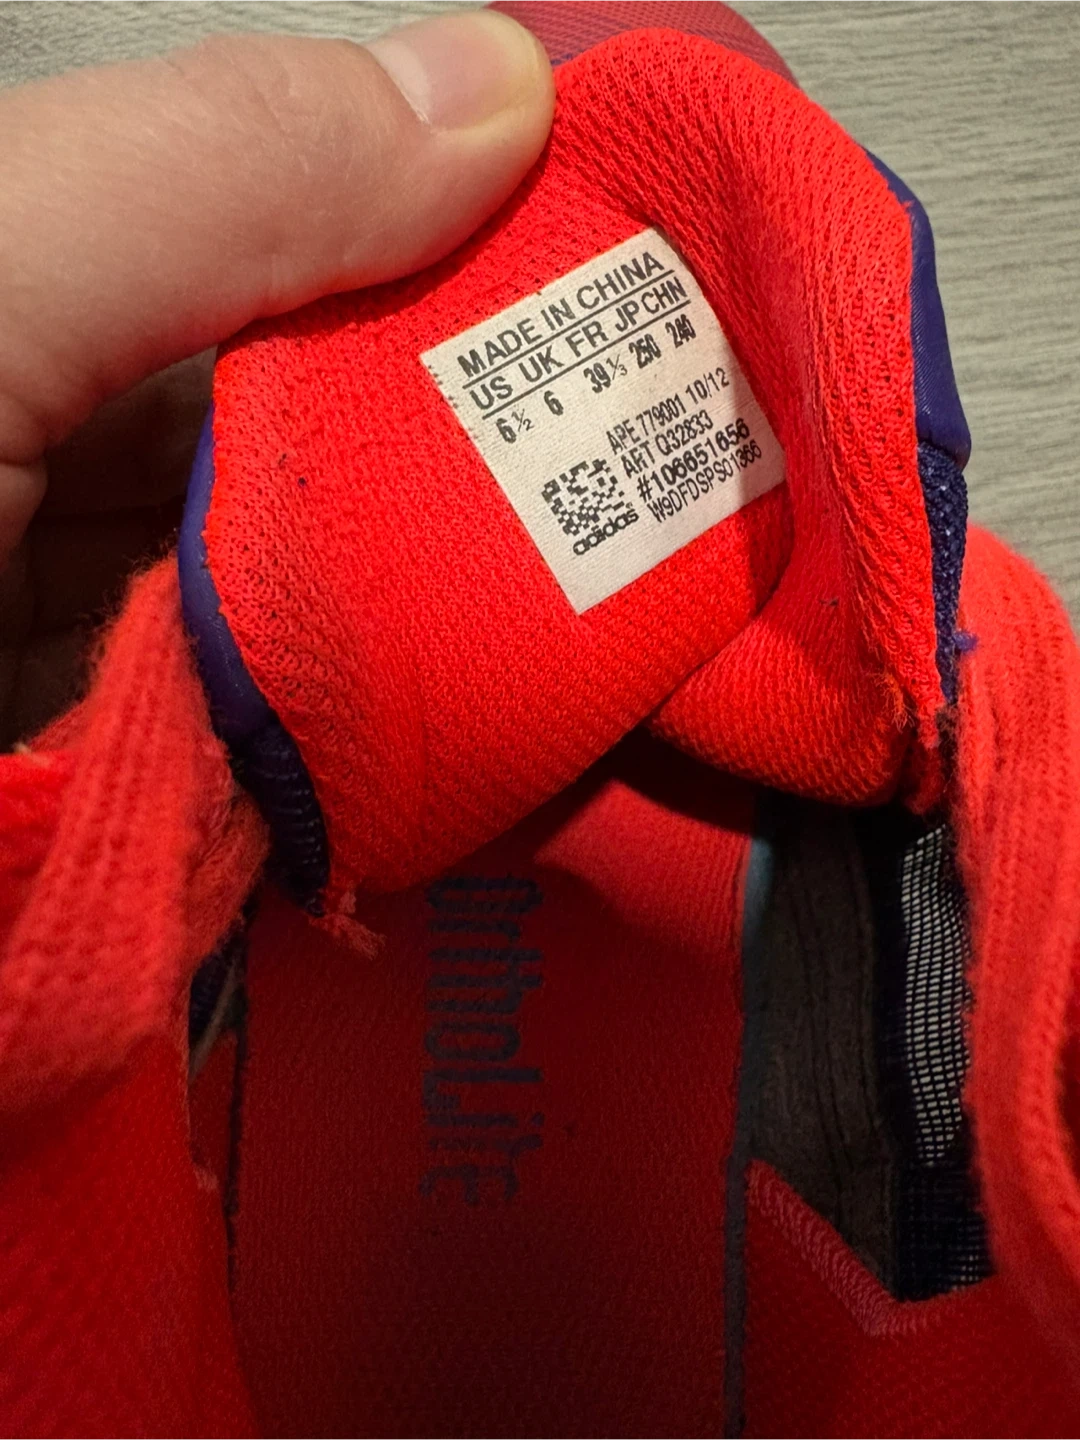 MADE IN CHINA
US UK FR JP CHN
6½ 6 39⅓ 250 240
APE 779001 10/12
ART Q32833
#106651656
W9DFDSPS01366
adidas
OrthoLite